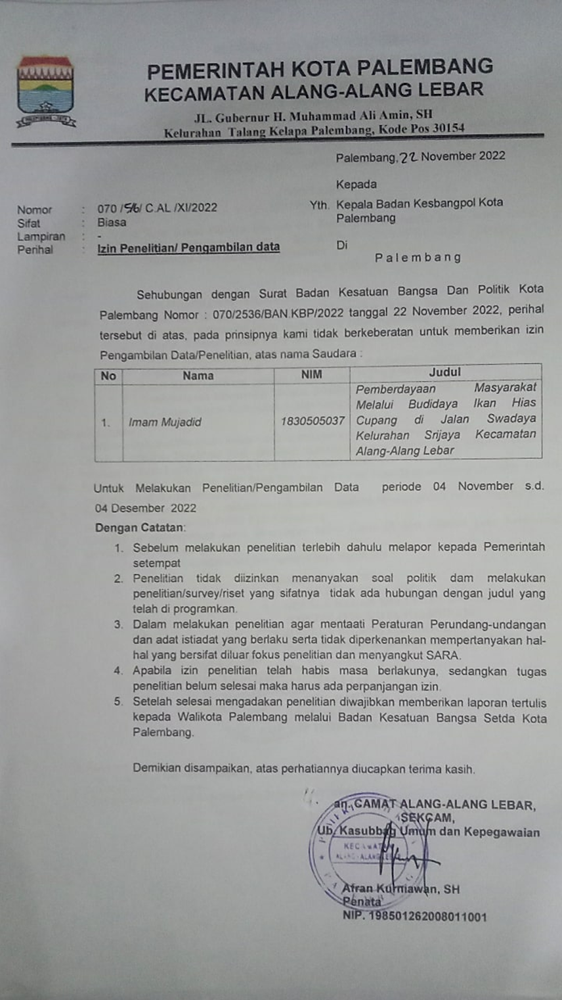 PEMERINTAH KOTA PALEMBANG
KECAMATAN ALANG-ALANG LEBAR
JL. Gubernur H. Muhammad Ali Amin, SH
Kelurahan Talang Kelapa Palembang, Kode Pos 30154
Palembang, 22 November 2022
Kepada
Yth. Kepala Badan Kesbangpol Kota
Palembang
Di
Palembang
Nomor : 070 / / C.AL /XI/2022
Sifat : Biasa
Lampiran : -
Perihal : Izin Penelitian/ Pengambilan data
Sehubungan dengan Surat Badan Kesatuan Bangsa Dan Politik Kota
Palembang Nomor : 070/2536/BAN.KBP/2022 tanggal 22 November 2022, perihal
tersebut di atas, pada prinsipnya kami tidak berkeberatan untuk memberikan izin
Pengambilan Data/Penelitian, atas nama Saudara :
No Nama NIM Judul
1. Imam Mujadid 1830505037 Pemberdayaan Masyarakat
Melalui Budidaya Ikan Hias
Cupang di Jalan Swadaya
Kelurahan Srijaya Kecamatan
Alang-Alang Lebar
Untuk Melakukan Penelitian/Pengambilan Data periode 04 November s.d.
04 Desember 2022
Dengan Catatan:
1. Sebelum melakukan penelitian terlebih dahulu melapor kepada Pemerintah
setempat
2. Penelitian tidak diizinkan menanyakan soal politik dam melakukan
penelitian/survey/riset yang sifatnya tidak ada hubungan dengan judul yang
telah di programkan.
3. Dalam melakukan penelitian agar mentaati Peraturan Perundang-undangan
dan adat istiadat yang berlaku serta tidak diperkenankan mempertanyakan hal-
hal yang bersifat diluar fokus penelitian dan menyangkut SARA.
4. Apabila izin penelitian telah habis masa berlakunya, sedangkan tugas
penelitian belum selesai maka harus ada perpanjangan izin.
5. Setelah selesai mengadakan penelitian diwajibkan memberikan laporan tertulis
kepada Walikota Palembang melalui Badan Kesatuan Bangsa Setda Kota
Palembang.
Demikian disampaikan, atas perhatiannya diucapkan terima kasih.
an. CAMAT ALANG-ALANG LEBAR,
SEKCAM,
Ub. Kasubbag Umum dan Kepegawaian
KECAMATAN
ALANG-ALANG LEBAR
Afran Kurniawan, SH
Penata
NIP. 198501262008011001